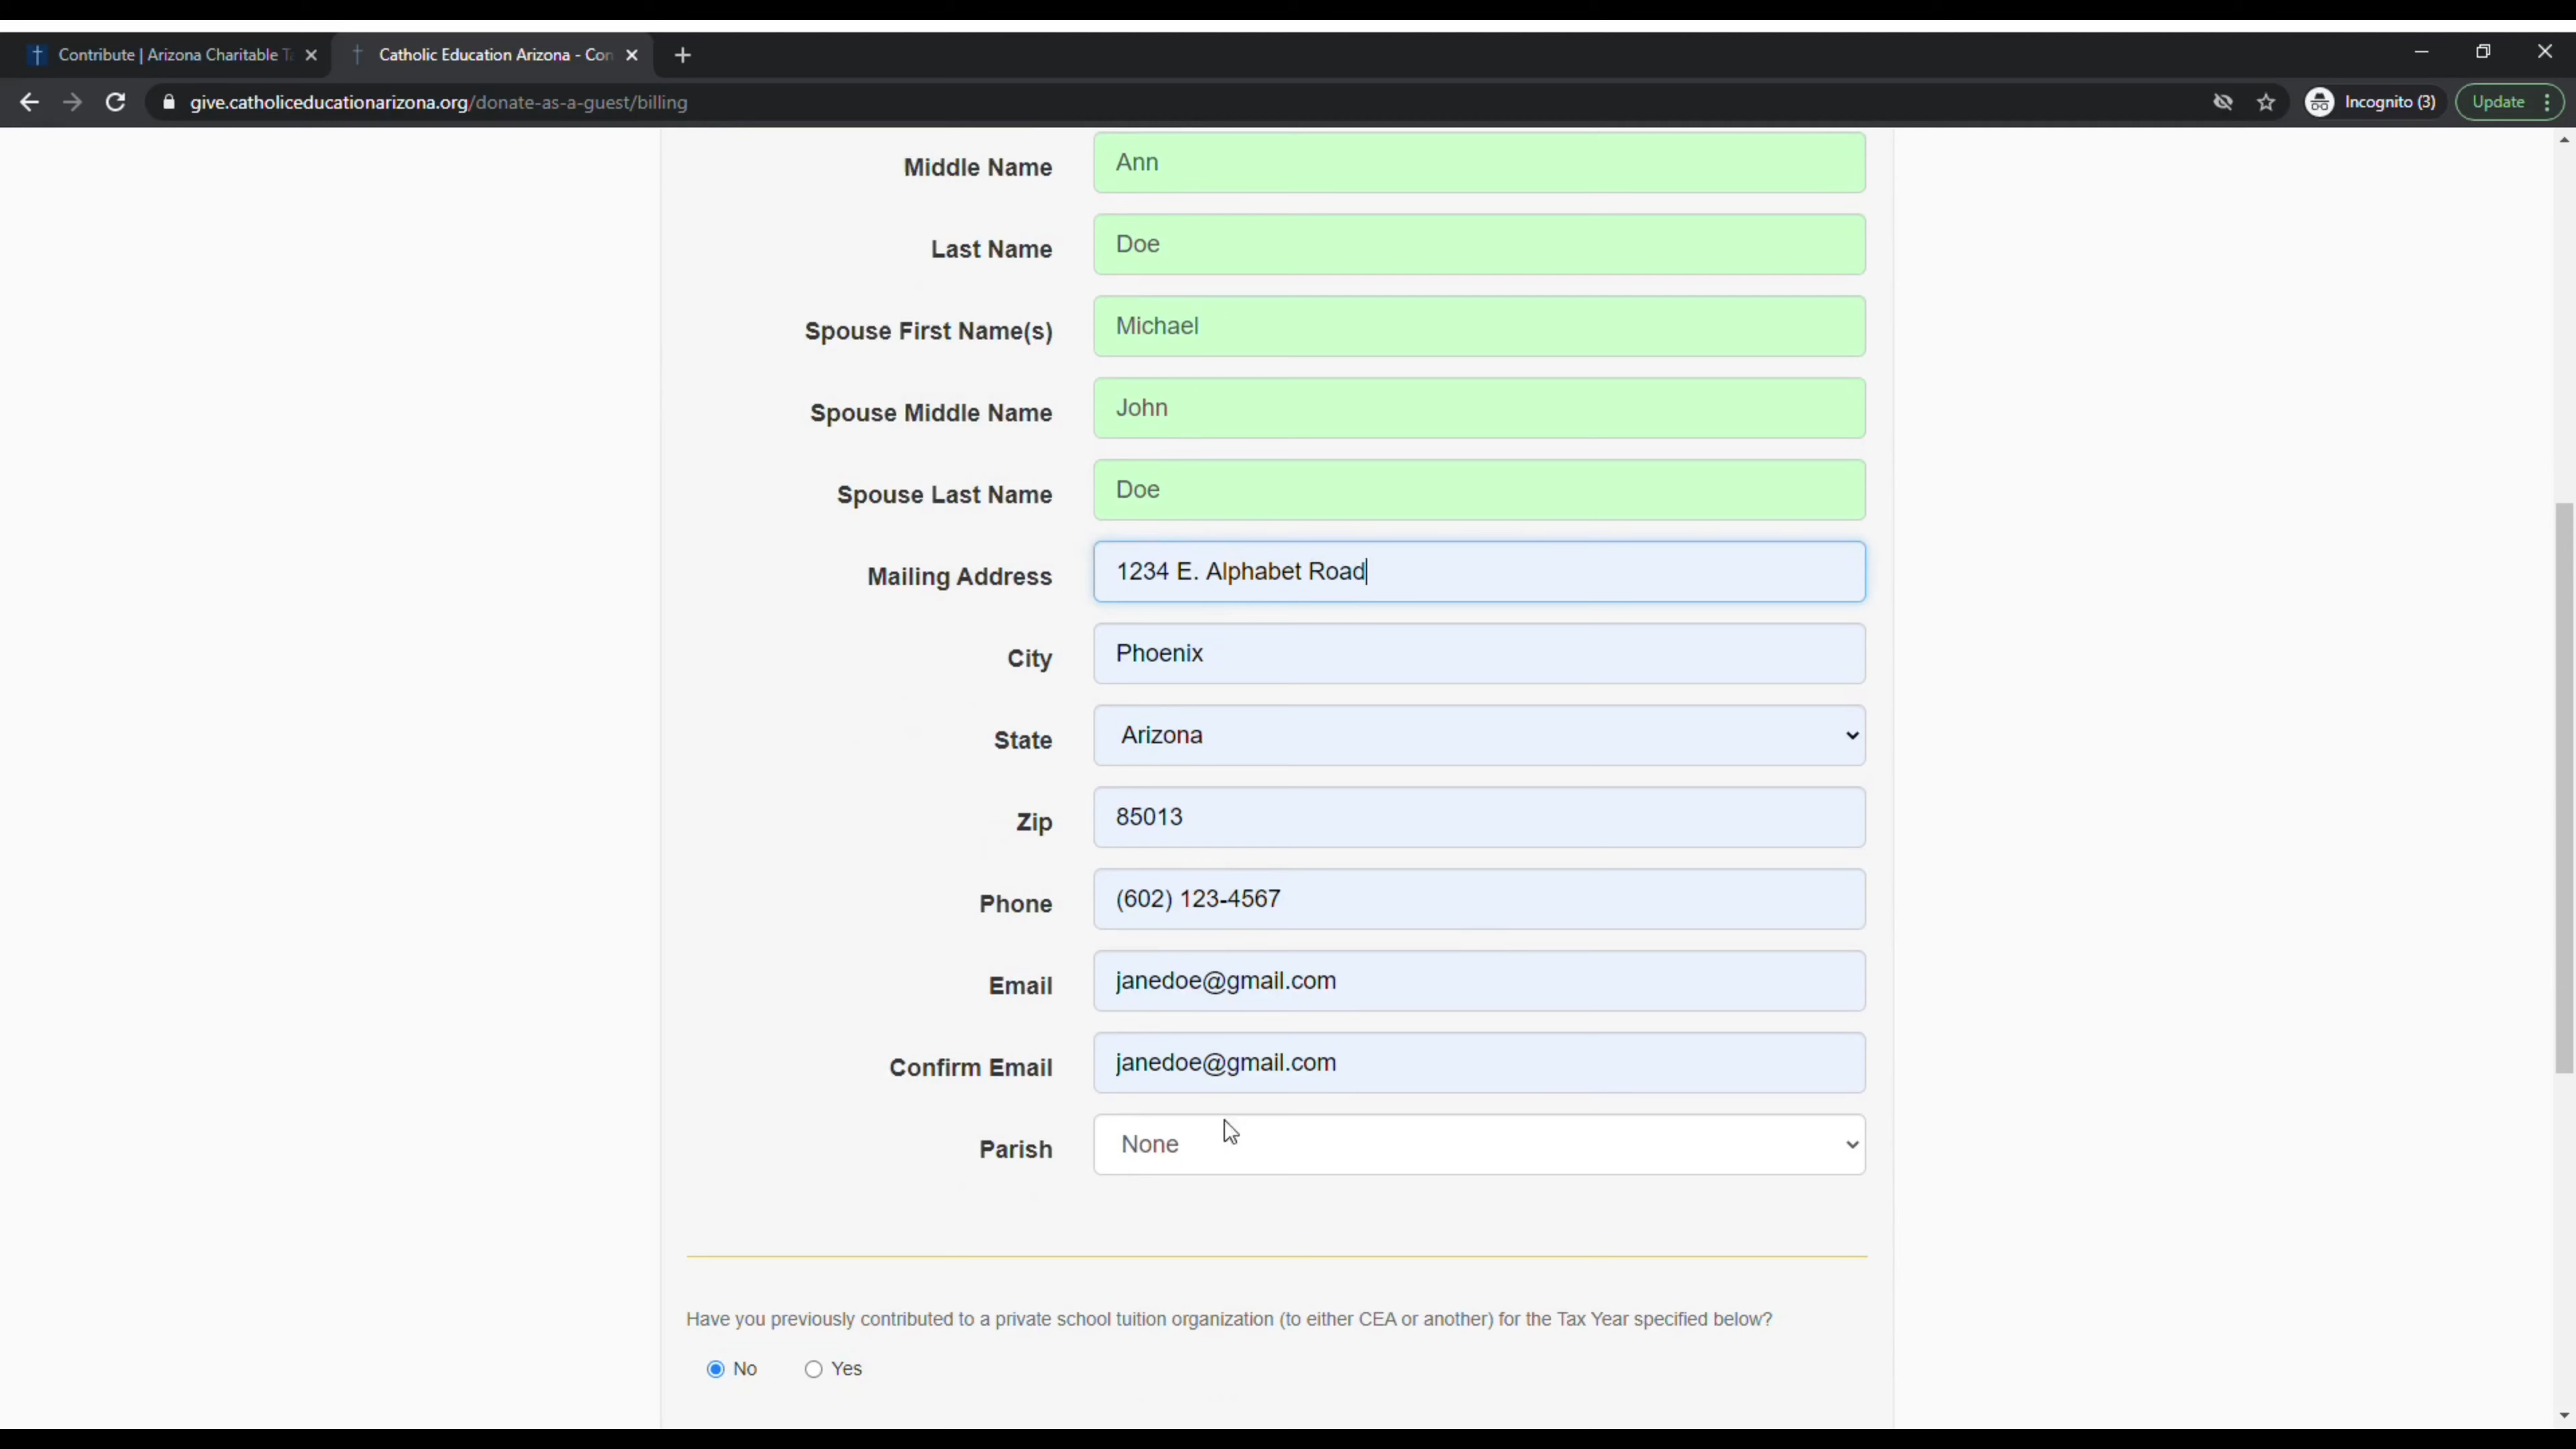 Contribute | Arizona Charitable T
Catholic Education Arizona - Con
give.catholiceducationarizona.org/donate-as-a-guest/billing
Incognito (3)
Update
Middle Name
Ann
Last Name
Doe
Spouse First Name(s)
Michael
Spouse Middle Name
John
Spouse Last Name
Doe
Mailing Address
1234 E. Alphabet Road
City
Phoenix
State
Arizona
Zip
85013
Phone
(602) 123-4567
Email
janedoe@gmail.com
Confirm Email
janedoe@gmail.com
Parish
None
Have you previously contributed to a private school tuition organization (to either CEA or another) for the Tax Year specified below?
No
Yes